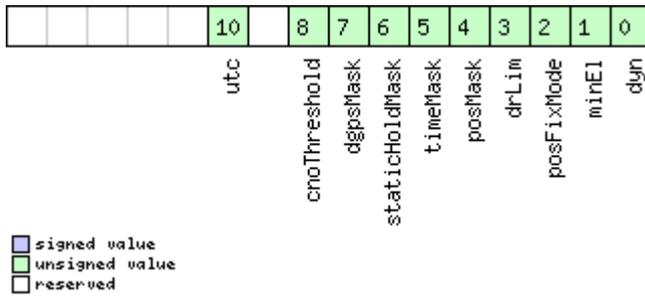 10 8 7 6 5 4 3 2 1 0
utc
cnoThreshold
dgpsMask
staticHoldMask
timeMask
posMask
drLim
posFixMode
minEl
dyn
signed value
unsigned value
reserved